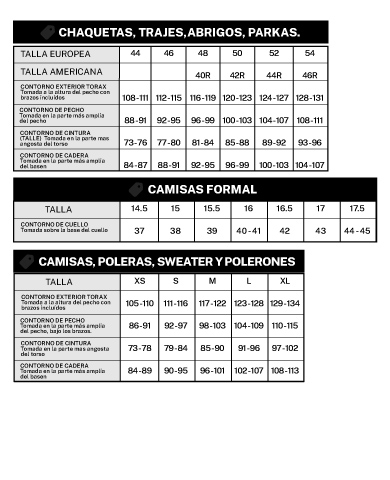 CHAQUETAS, TRAJES,ABRIGOS, PARKAS.
TALLA EUROPEA 44 46 48 50 52 54
TALLA AMERICANA 40R 42R 44R 46R
CONTORNO EXTERIOR TORAX
Tomada a la altura del pecho con
brazos incluidos 108-111 112-115 116-119 120-123 124-127 128-131
CONTORNO DE PECHO
Tomada en la parte más amplia
del pecho 88-91 92-95 96-99 100-103 104-107 108-111
CONTORNO DE CINTURA
(TALLE) Tomada en la parte mas
angosta del torso 73-76 77-80 81-84 85-88 89-92 93-96
CONTORNO DE CADERA
Tomada en la parte más amplia
del basen 84-87 88-91 92-95 96-99 100-103 104-107
CAMISAS FORMAL
TALLA 14.5 15 15.5 16 16.5 17 17.5
CONTORNO DE CUELLO
Tomada sobre la base del cuello 37 38 39 40-41 42 43 44-45
CAMISAS, POLERAS, SWEATER Y POLERONES
TALLA XS S M L XL
CONTORNO EXTERIOR TORAX
Tomada a la altura del pecho con
brazos incluidos 105-110 111-116 117-122 123-128 129-134
CONTORNO DE PECHO
Tomada en la parte más amplia
del pecho, bajo los brazos. 86-91 92-97 98-103 104-109 110-115
CONTORNO DE CINTURA
Tomada en la parte mas angosta
del torso 73-78 79-84 85-90 91-96 97-102
CONTORNO DE CADERA
Tomada en la parte más amplia
del basen 84-89 90-95 96-101 102-107 108-113